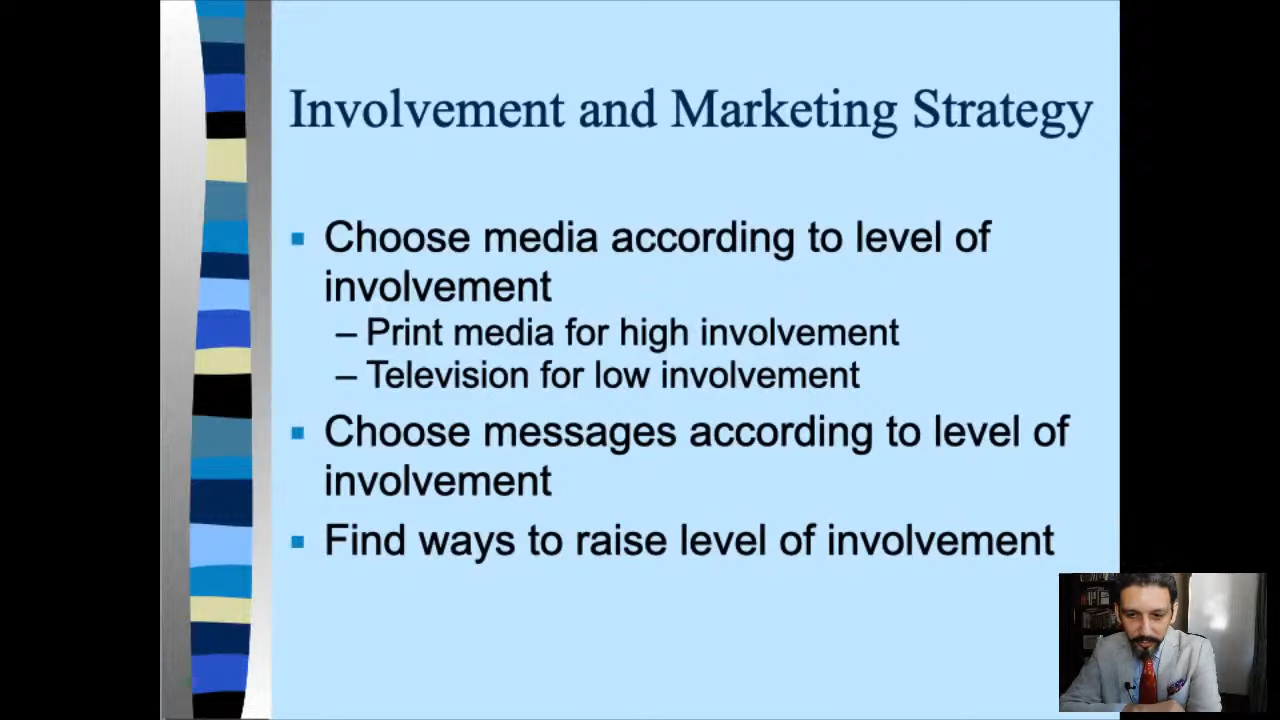 Involvement and Marketing Strategy
▪ Choose media according to level of
involvement
– Print media for high involvement
– Television for low involvement
▪ Choose messages according to level of
involvement
▪ Find ways to raise level of involvement